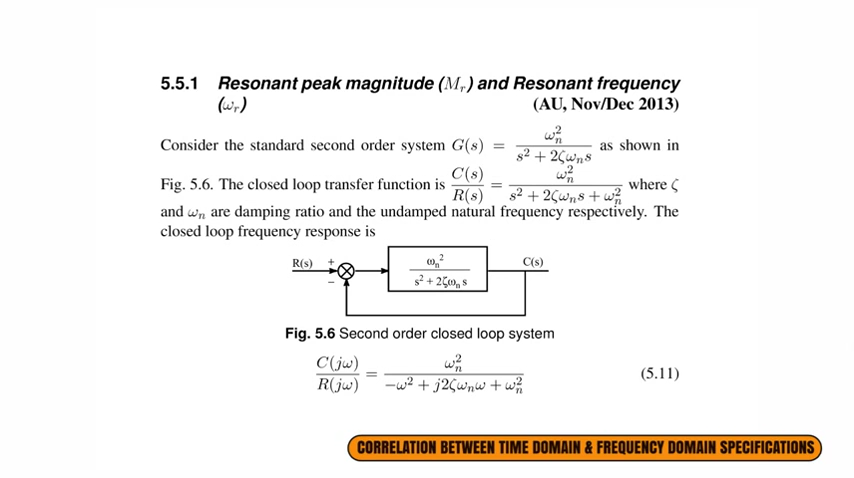 5.5.1 Resonant peak magnitude (M_r) and Resonant frequency
(ω_r) (AU, Nov/Dec 2013)
Consider the standard second order system G(s) = ω_n^2 / (s^2 + 2ζω_n s) as shown in
Fig. 5.6. The closed loop transfer function is C(s)/R(s) = ω_n^2 / (s^2 + 2ζω_n s + ω_n^2) where ζ
and ω_n are damping ratio and the undamped natural frequency respectively. The
closed loop frequency response is
R(s) + − ω_n^2 / (s^2 + 2ζω_n s) C(s)
Fig. 5.6 Second order closed loop system
C(jω)/R(jω) = ω_n^2 / (−ω^2 + j2ζω_nω + ω_n^2) (5.11)
CORRELATION BETWEEN TIME DOMAIN & FREQUENCY DOMAIN SPECIFICATIONS